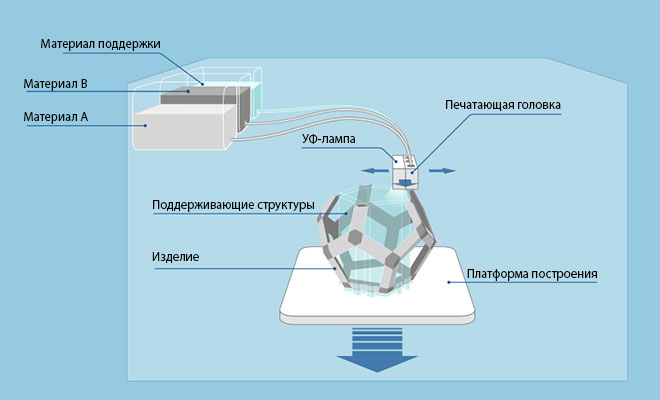 Материал поддержки
Материал B
Материал A
Печатающая головка
УФ-лампа
Поддерживающие структуры
Изделие
Платформа построения